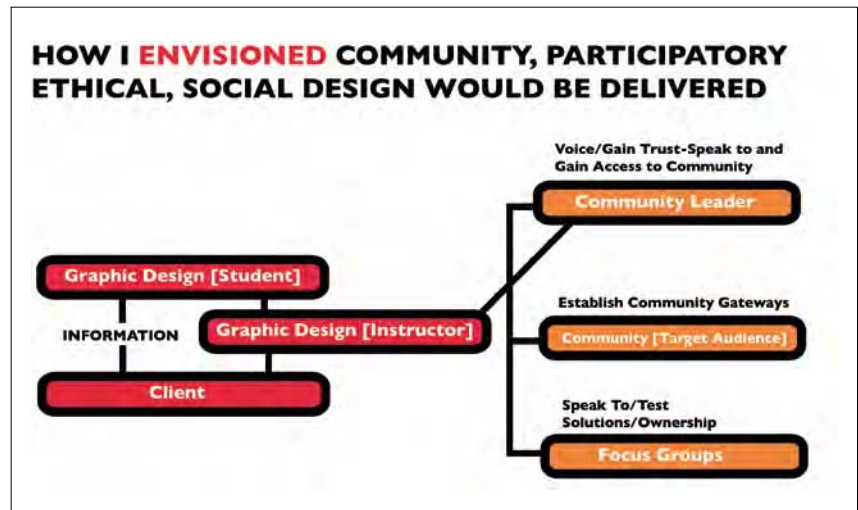 HOW I ENVISIONED COMMUNITY, PARTICIPATORY
ETHICAL, SOCIAL DESIGN WOULD BE DELIVERED
Voice/Gain Trust-Speak to and
Gain Access to Community
Community Leader
Graphic Design [Student]
INFORMATION
Graphic Design [Instructor]
Client
Establish Community Gateways
Community [Target Audience]
Speak To/Test
Solutions/Ownership
Focus Groups